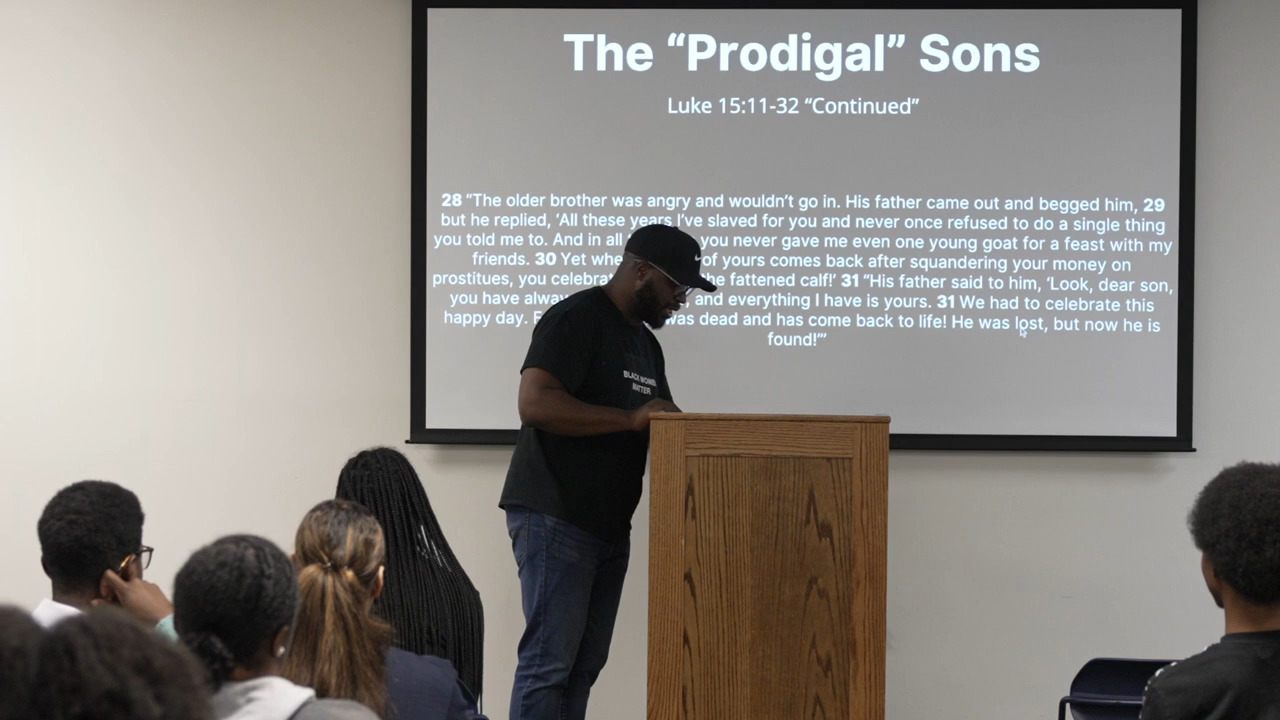 The “Prodigal” Sons
Luke 15:11-32 “Continued”
28 “The older brother was angry and wouldn’t go in. His father came out and begged him, 29
but he replied, ‘All these years I’ve slaved for you and never once refused to do a single thing
you told me to. And in all you never gave me even one young goat for a feast with my
friends. 30 Yet of yours comes back after squandering your money on
prostitues, you the fattened calf!’ 31 “His father said to him, ‘Look, dear son,
you have and everything I have is yours. 31 We had to celebrate this
happy day. was dead and has come back to life! He was lost, but now he is
found!’”
BLACK WOMEN
MATTER